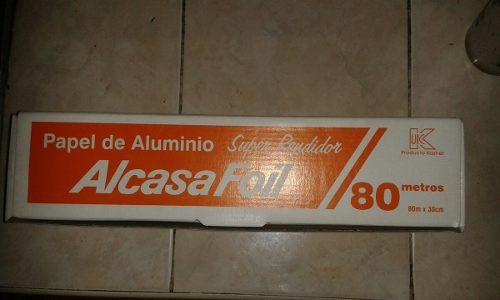 Papel de Aluminio Super Rendidor
AlcasaFoil
80 metros
80m x 30cm
K
Producto Kosher